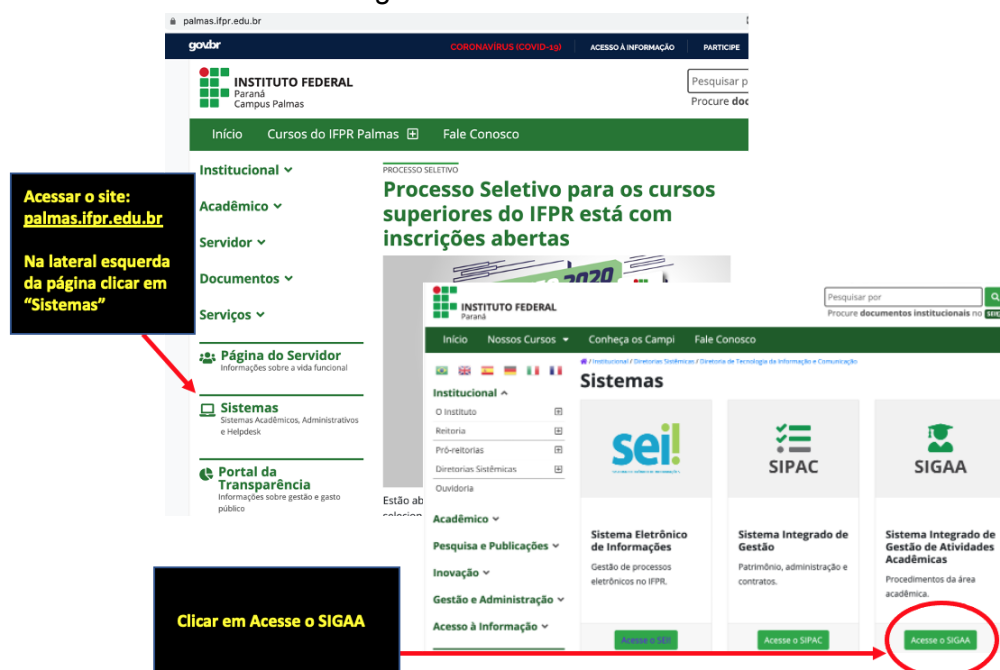 palmas.ifpr.edu.br
govbr
CORONAVÍRUS (COVID-19)
ACESSO À INFORMAÇÃO
PARTICIPE
INSTITUTO FEDERAL
Paraná
Campus Palmas
Pesquisar p
Procure doc
Início
Cursos do IFPR Palmas
Fale Conosco
Institucional
Acadêmico
Servidor
Documentos
Serviços
Página do Servidor
Informações sobre a vida funcional
Sistemas
Sistemas Acadêmicos, Administrativos
e Helpdesk
Portal da
Transparência
Informações sobre gestão e gasto
público
PROCESSO SELETIVO
Processo Seletivo para os cursos
superiores do IFPR está com
inscrições abertas
2020
Estão ab
Acessar o site:
palmas.ifpr.edu.br
Na lateral esquerda
da página clicar em
“Sistemas”
INSTITUTO FEDERAL
Paraná
Pesquisar por
Procure documentos institucionais no SEI!
Início
Nossos Cursos
Conheça os Campi
Fale Conosco
/ Institucional / Diretorias Sistêmicas / Diretoria de Tecnologia da Informação e Comunicação
Sistemas
Institucional
O Instituto
Reitoria
Pró-reitorias
Diretorias Sistêmicas
Ouvidoria
Acadêmico
Pesquisa e Publicações
Inovação
Gestão e Administração
Acesso à Informação
sei!
Sistema Eletrônico
de Informações
Gestão de processos
eletrônicos no IFPR.
Acesse o SEI!
SIPAC
Sistema Integrado de
Gestão
Patrimônio, administração e
contratos.
Acesse o SIPAC
SIGAA
Sistema Integrado de
Gestão de Atividades
Acadêmicas
Procedimentos da área
acadêmica.
Acesse o SIGAA
Clicar em Acesse o SIGAA